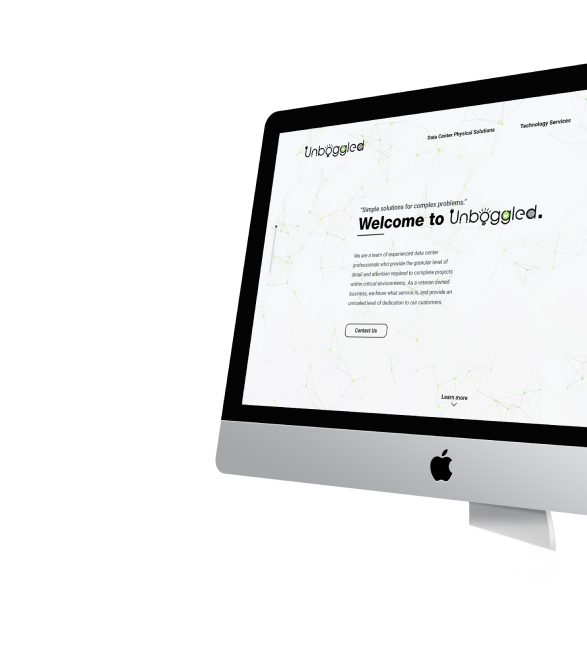 Unboggled
Data Center Physical Solutions
Technology Services
"Simple solutions for complex problems."
Welcome to Unboggled.
We are a team of experienced data center
professionals who provide the granular level of
detail and attention required to complete projects
within critical environments. As a veteran owned
business, we know what service is, and provide an
unrivaled level of dedication to our customers.
Contact Us
Learn more